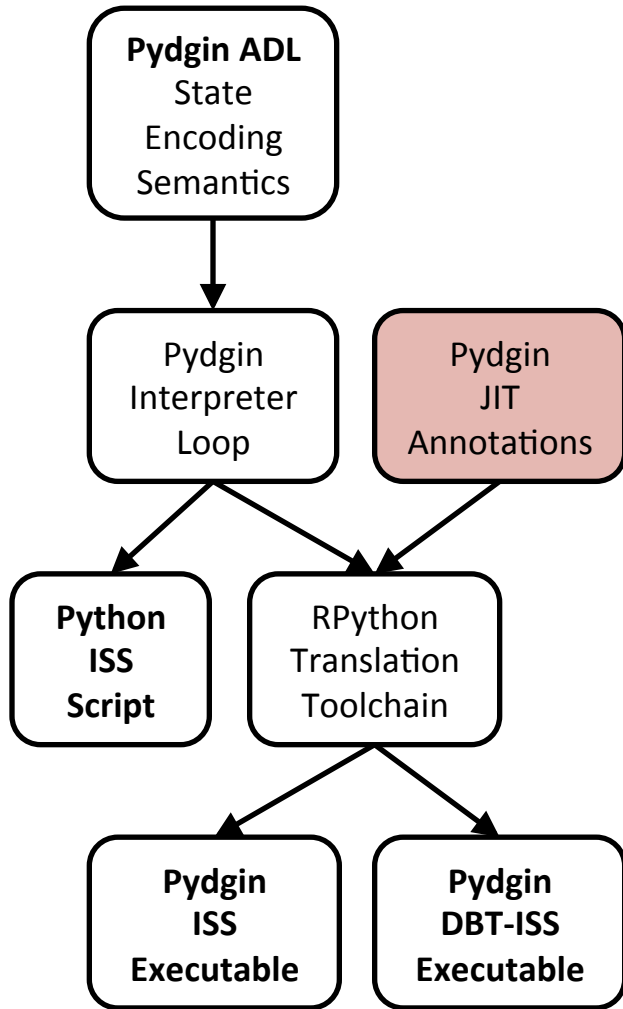 Pydgin ADL
State
Encoding
Semantics
Pydgin
Interpreter
Loop
Pydgin
JIT
Annotations
Python
ISS
Script
RPython
Translation
Toolchain
Pydgin
ISS
Executable
Pydgin
DBT-ISS
Executable